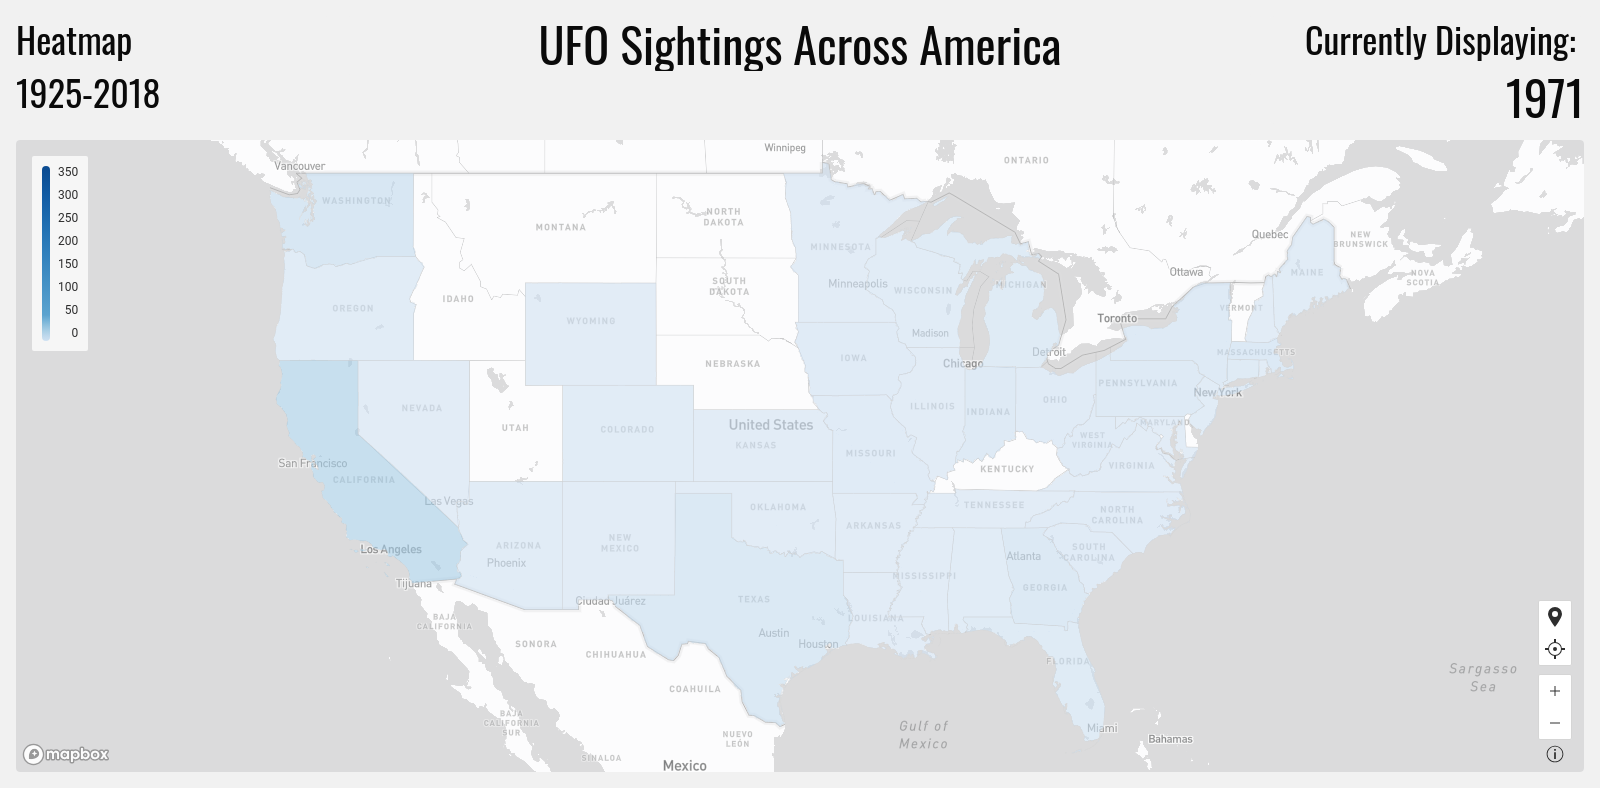 Heatmap
1925-2018
UFO Sightings Across America
Currently Displaying:
1971
350
300
250
200
150
100
50
0
Vancouver
Winnipeg
ONTARIO
WASHINGTON
MONTANA
NORTH
DAKOTA
MINNESOTA
Quebec
NEW
BRUNSWICK
NOVA
SCOTIA
MAINE
Ottawa
OREGON
IDAHO
WYOMING
SOUTH
DAKOTA
Minneapolis
WISCONSIN
MICHIGAN
VERMONT
Toronto
Madison
Detroit
MASSACHUSETTS
Chicago
NEBRASKA
IOWA
PENNSYLVANIA
New York
NEVADA
UTAH
COLORADO
United States
KANSAS
ILLINOIS
INDIANA
OHIO
MARYLAND
WEST
VIRGINIA
VIRGINIA
San Francisco
CALIFORNIA
MISSOURI
KENTUCKY
Las Vegas
OKLAHOMA
TENNESSEE
NORTH
CAROLINA
ARKANSAS
Los Angeles
ARIZONA
Phoenix
NEW
MEXICO
Atlanta
SOUTH
CAROLINA
Tijuana
MISSISSIPPI
GEORGIA
Ciudad Juárez
TEXAS
LOUISIANA
BAJA
CALIFORNIA
SONORA
CHIHUAHUA
Austin
Houston
FLORIDA
Sargasso
Sea
COAHUILA
BAJA
CALIFORNIA
SUR
NUEVO
LEÓN
Gulf of
Mexico
Miami
Bahamas
SINALOA
Mexico
mapbox
+
−